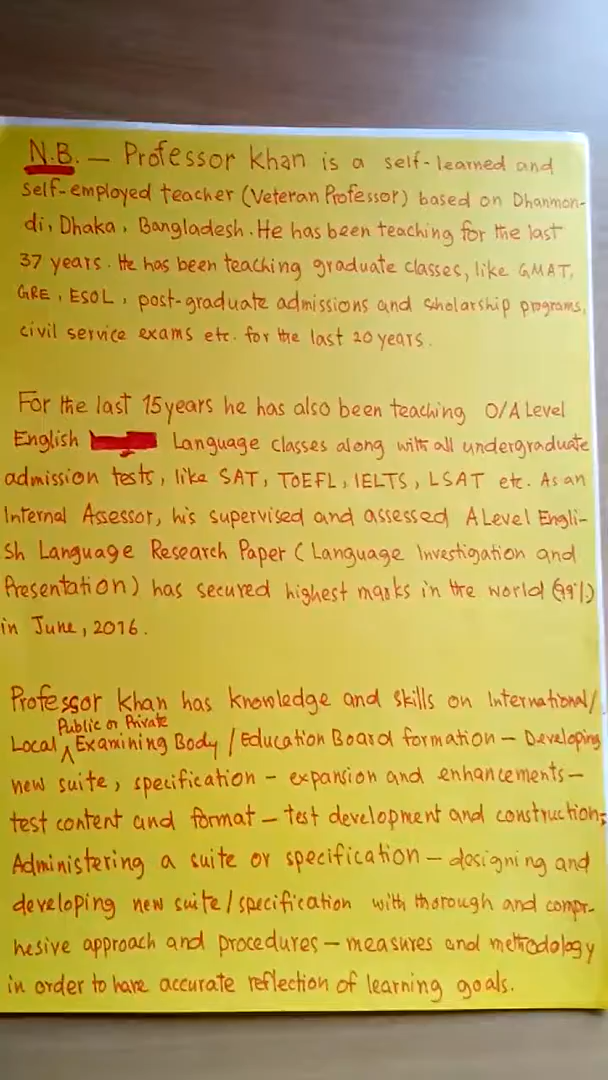 N.B. — Professor Khan is a self-learned and
self-employed teacher (Veteran Professor) based on Dhanmon-
di, Dhaka, Bangladesh. He has been teaching for the last
37 years. He has been teaching graduate classes, like GMAT,
GRE, ESOL, post-graduate admissions and scholarship programs,
civil service exams etc. for the last 20 years.
For the last 15 years he has also been teaching O/A Level
English Language classes along with all undergraduate
admission tests, like SAT, TOEFL, IELTS, LSAT etc. As an
Internal Assessor, his supervised and assessed A Level Engli-
sh Language Research Paper (Language Investigation and
Presentation) has secured highest marks in the world (99%)
in June, 2016.
Professor Khan has knowledge and skills on International/
Public or Private
Local ^ Examining Body / Education Board formation — Developing
new suite, specification — expansion and enhancements —
test content and format — test development and construction,
Administering a suite or specification — designing and
developing new suite/specification with thorough and compr-
hesive approach and procedures — measures and methodology
in order to have accurate reflection of learning goals.